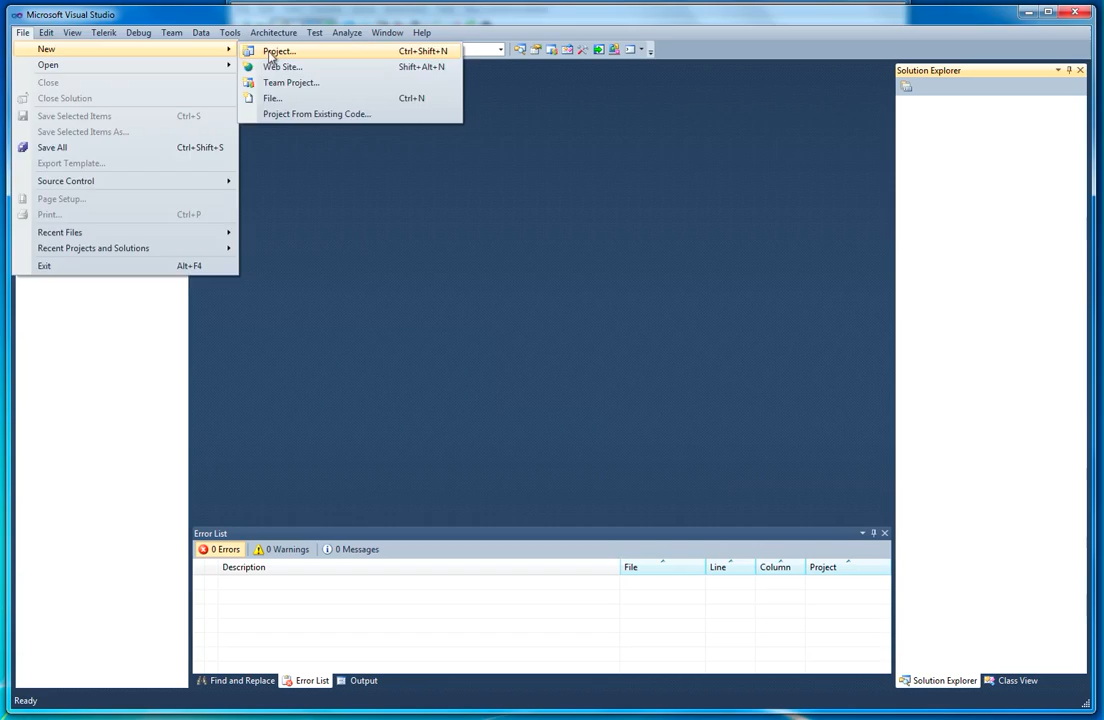 Microsoft Visual Studio
File Edit View Telerik Debug Team Data Tools Architecture Test Analyze Window Help
New
Open
Close
Close Solution
Save Selected Items Ctrl+S
Save Selected Items As...
Save All Ctrl+Shift+S
Export Template...
Source Control
Page Setup...
Print... Ctrl+P
Recent Files
Recent Projects and Solutions
Exit Alt+F4
Project... Ctrl+Shift+N
Web Site... Shift+Alt+N
Team Project...
File... Ctrl+N
Project From Existing Code...
Solution Explorer
Error List
0 Errors 0 Warnings 0 Messages
Description File Line Column Project
Find and Replace Error List Output
Solution Explorer Class View
Ready